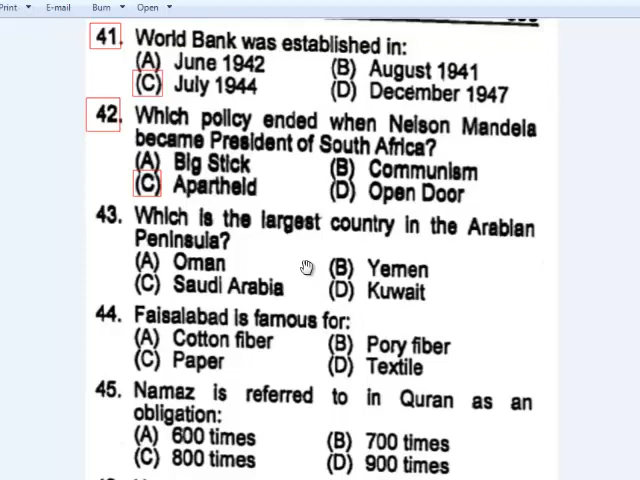 Print E-mail Burn Open
41. World Bank was established in:
(A) June 1942 (B) August 1941
(C) July 1944 (D) December 1947
42. Which policy ended when Nelson Mandela
became President of South Africa?
(A) Big Stick (B) Communism
(C) Apartheid (D) Open Door
43. Which is the largest country in the Arabian
Peninsula?
(A) Oman (B) Yemen
(C) Saudi Arabia (D) Kuwait
44. Faisalabad is famous for:
(A) Cotton fiber (B) Pory fiber
(C) Paper (D) Textile
45. Namaz is referred to in Quran as an
obligation:
(A) 600 times (B) 700 times
(C) 800 times (D) 900 times